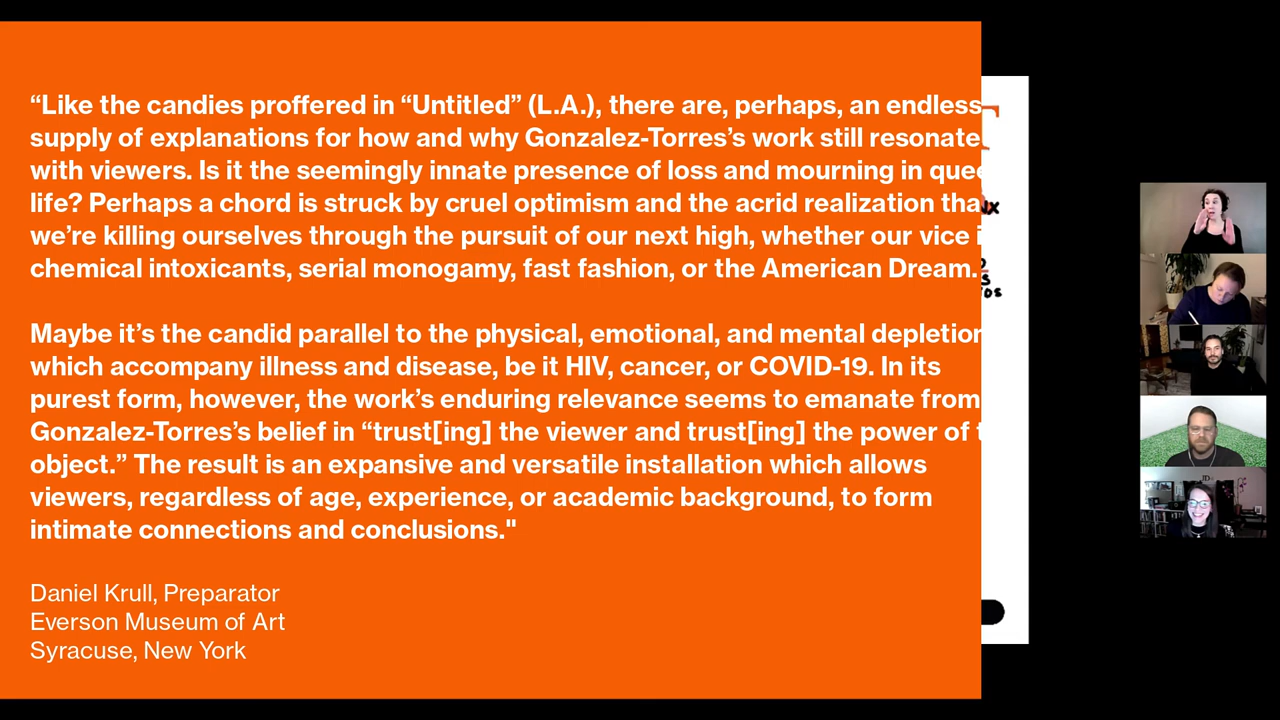 “Like the candies proffered in “Untitled” (L.A.), there are, perhaps, an endless
supply of explanations for how and why Gonzalez-Torres’s work still resonate
with viewers. Is it the seemingly innate presence of loss and mourning in
life? Perhaps a chord is struck by cruel optimism and the acrid realization
we’re killing ourselves through the pursuit of our next high, whether our vice
chemical intoxicants, serial monogamy, fast fashion, or the American Dream.
Maybe it’s the candid parallel to the physical, emotional, and mental depletion
which accompany illness and disease, be it HIV, cancer, or COVID-19. In its
purest form, however, the work’s enduring relevance seems to emanate from
Gonzalez-Torres’s belief in “trust[ing] the viewer and trust[ing] the power of
object.” The result is an expansive and versatile installation which allows
viewers, regardless of age, experience, or academic background, to form
intimate connections and conclusions."
Daniel Krull, Preparator
Everson Museum of Art
Syracuse, New York